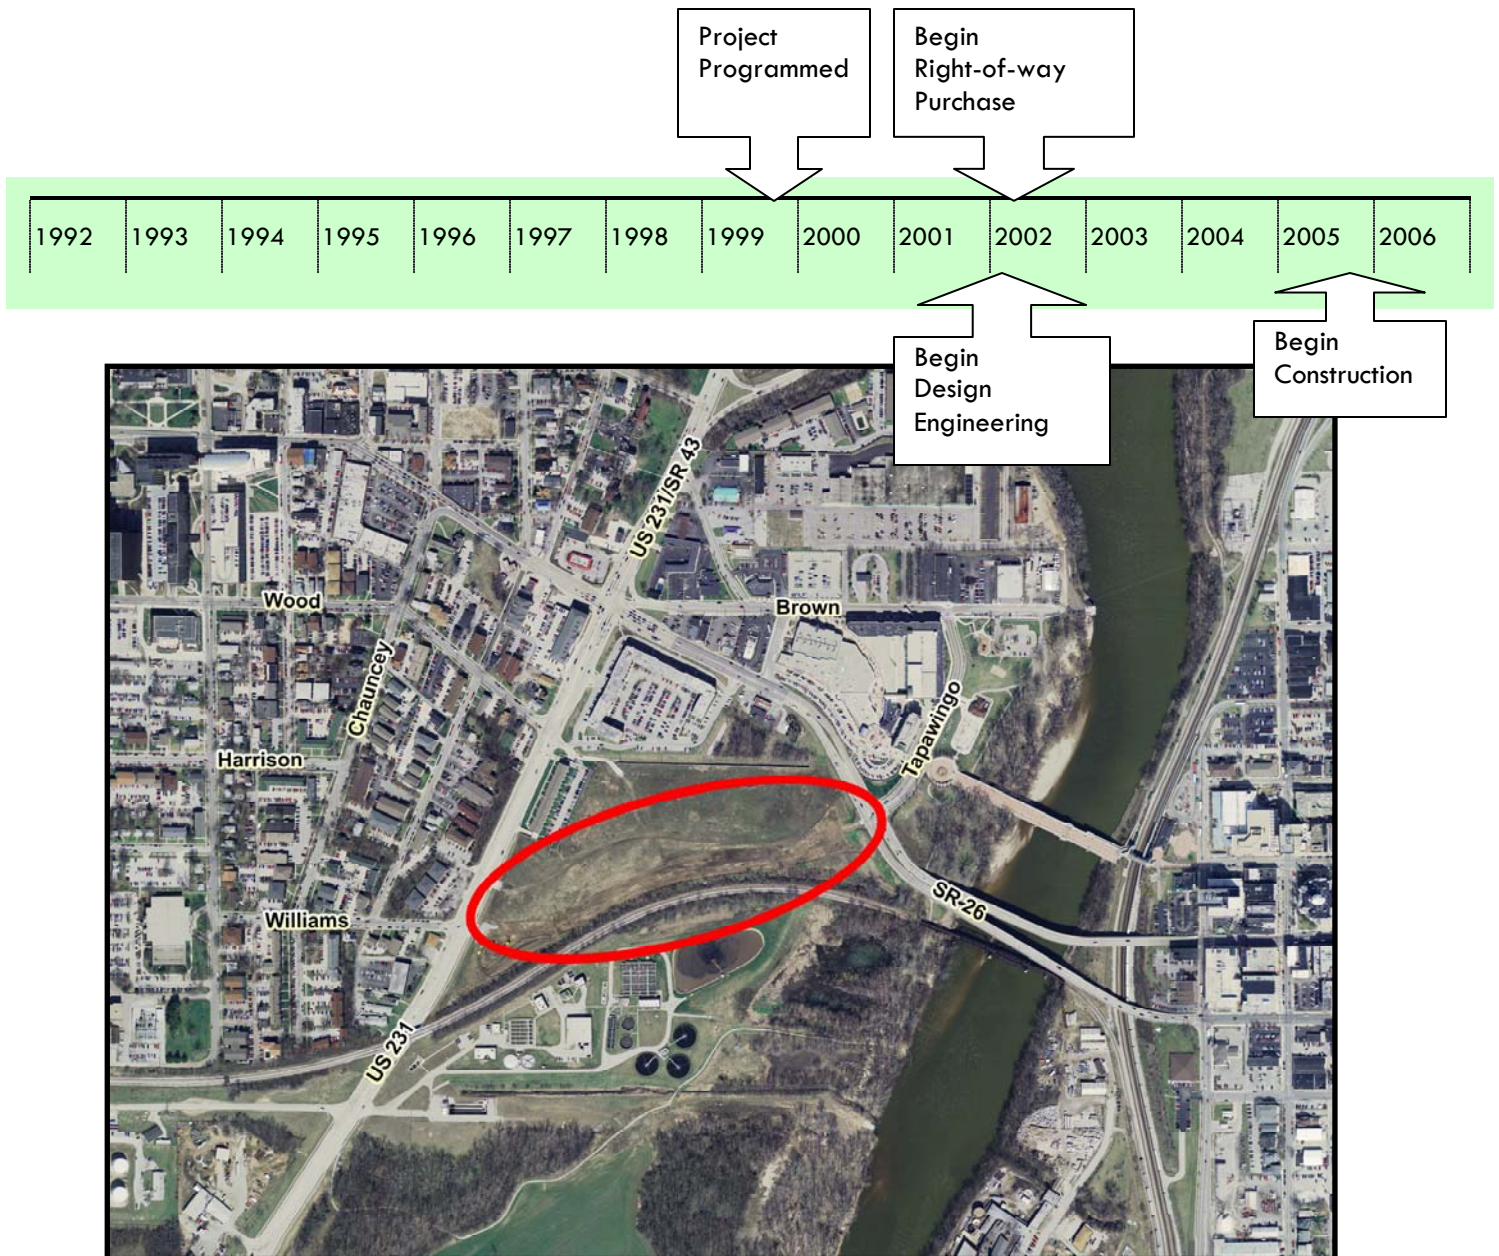 Project
Programmed
Begin
Right-of-way
Purchase
1992 1993 1994 1995 1996 1997 1998 1999 2000 2001 2002 2003 2004 2005 2006
Begin
Design
Engineering
Begin
Construction
US 231/SR 43
Wood
Brown
Chauncey
Tapawingo
Harrison
SR 26
Williams
US 231